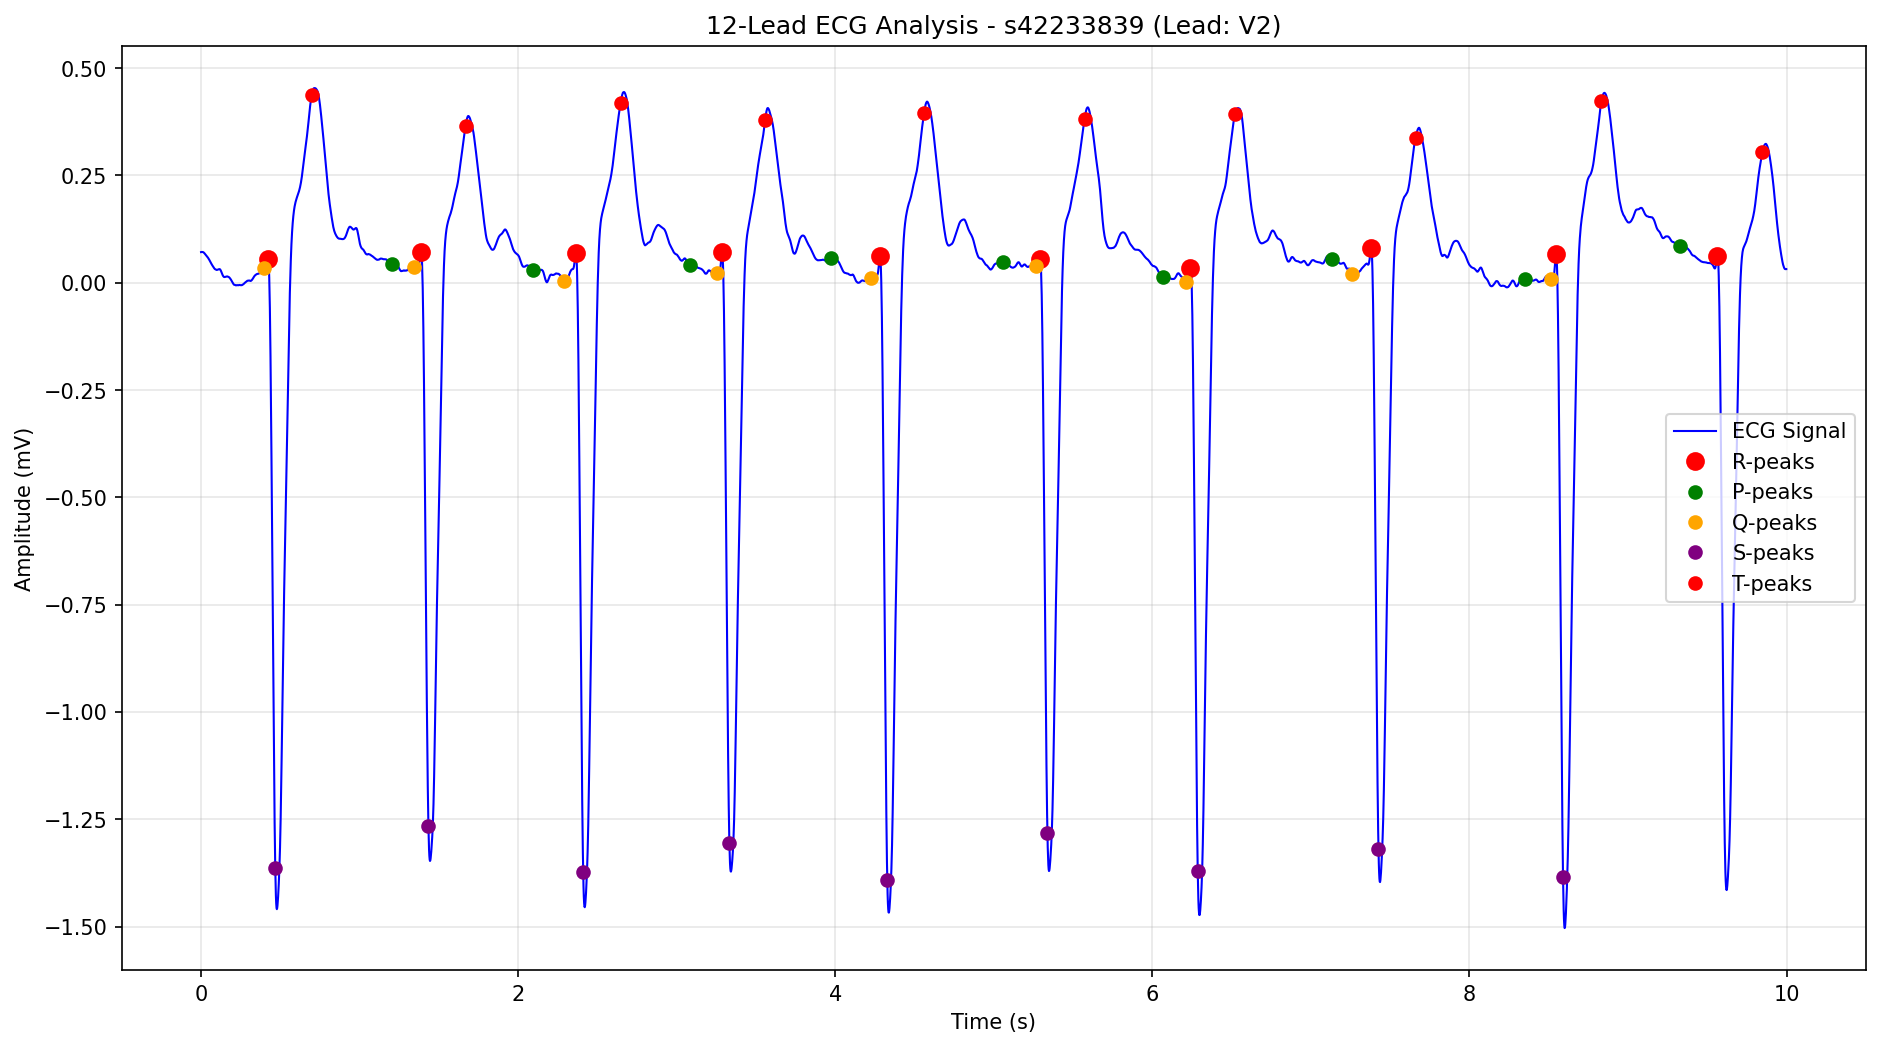 12-Lead ECG Analysis - s42233839 (Lead: V2)
Amplitude (mV)
0.50
0.25
0.00
−0.25
−0.50
−0.75
−1.00
−1.25
−1.50
ECG Signal
R-peaks
P-peaks
Q-peaks
S-peaks
T-peaks
0 2 4 6 8 10
Time (s)